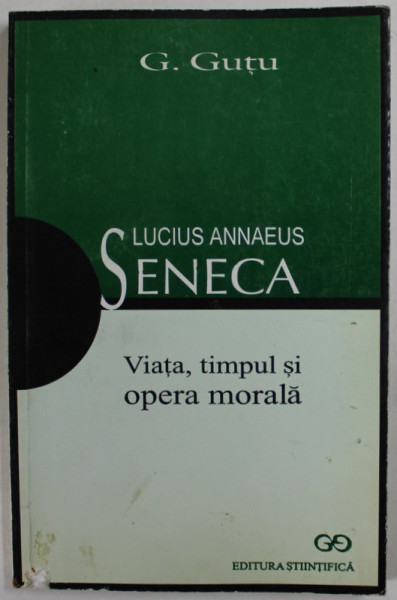 G. Guțu
LUCIUS ANNAEUS
SENECA
Viața, timpul și
opera morală
EDITURA ȘTIINȚIFICĂ